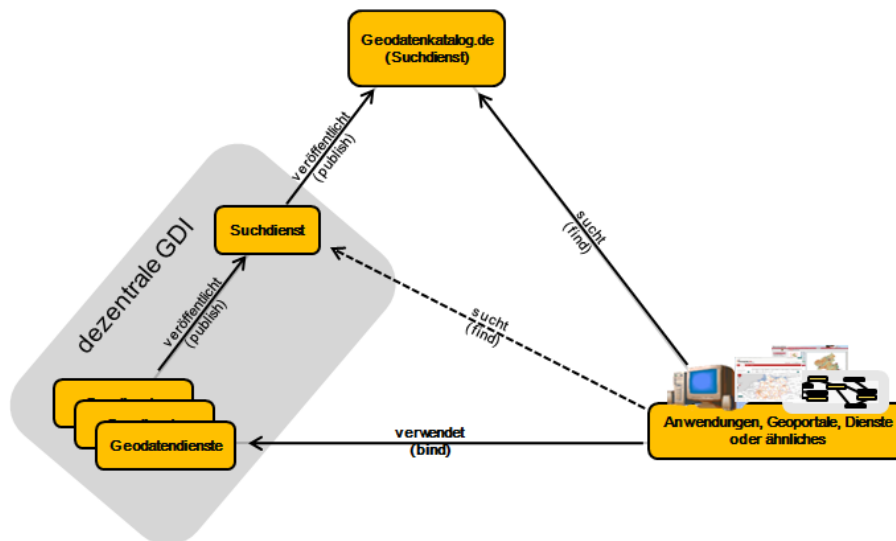 Geodatenkatalog.de
(Suchdienst)
veröffentlicht
(publish)
Suchdienst
dezentrale GDI
veröffentlicht
(publish)
sucht
(find)
sucht
(find)
Geodatendienste
verwendet
(bind)
Anwendungen, Geoportale, Dienste
oder ähnliches